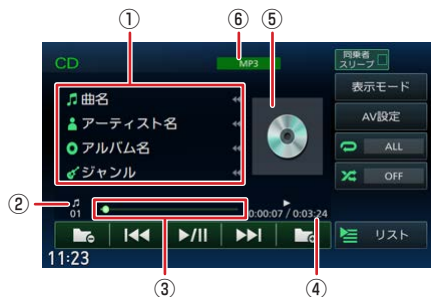 ① ⑥ ⑤
CD
MP3
同乗者
スリープ
曲名
アーティスト名
アルバム名
ジャンル
表示モード
AV設定
ALL
OFF
②
01
0:00:07 / 0:03:24
リスト
11:23
③ ④